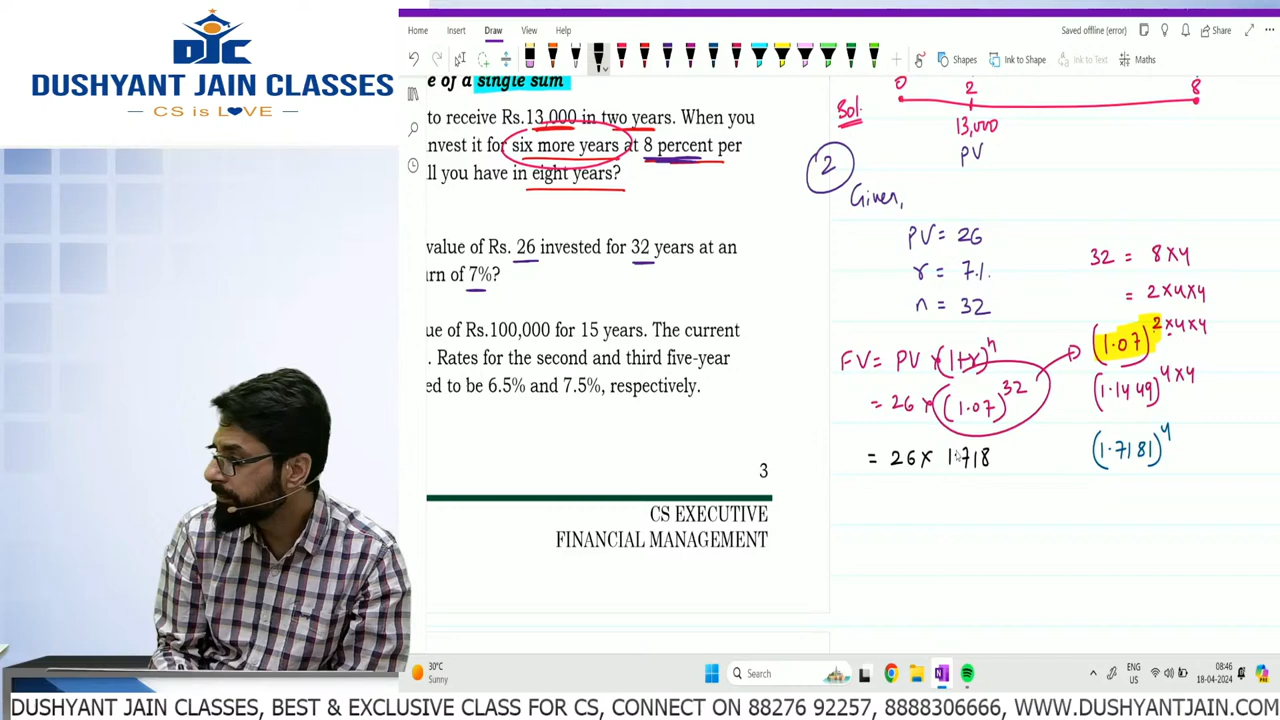 DJC
DUSHYANT JAIN CLASSES
CS is L♥VE
Home Insert Draw View Help
Saved offline (error)
Share
Shapes
Ink to Shape
Ink to Text
Maths
e of a single sum
to receive Rs.13,000 in two years. When you
nvest it for six more years at 8 percent per
ll you have in eight years?
value of Rs. 26 invested for 32 years at an
urn of 7%?
ue of Rs.100,000 for 15 years. The current
. Rates for the second and third five-year
ed to be 6.5% and 7.5%, respectively.
3
CS EXECUTIVE
FINANCIAL MANAGEMENT
0 2 8
Sol.
13,000
PV
2
Given,
PV = 26
r = 7%
n = 32
FV = PV × (1+r)^n
= 26 × (1.07)^32
= 26 × 1.718
32 = 8×4
= 2×4×4
(1.07)^2×4×4
(1.1449)^4×4
(1.7181)^4
30°C
Sunny
Search
ENG
US
08:46
18-04-2024
DUSHYANT JAIN CLASSES, BEST & EXCLUSIVE CLASS FOR CS, CONNECT ON 88276 92257, 8888306666, WWW.DUSHYANTJAIN.COM